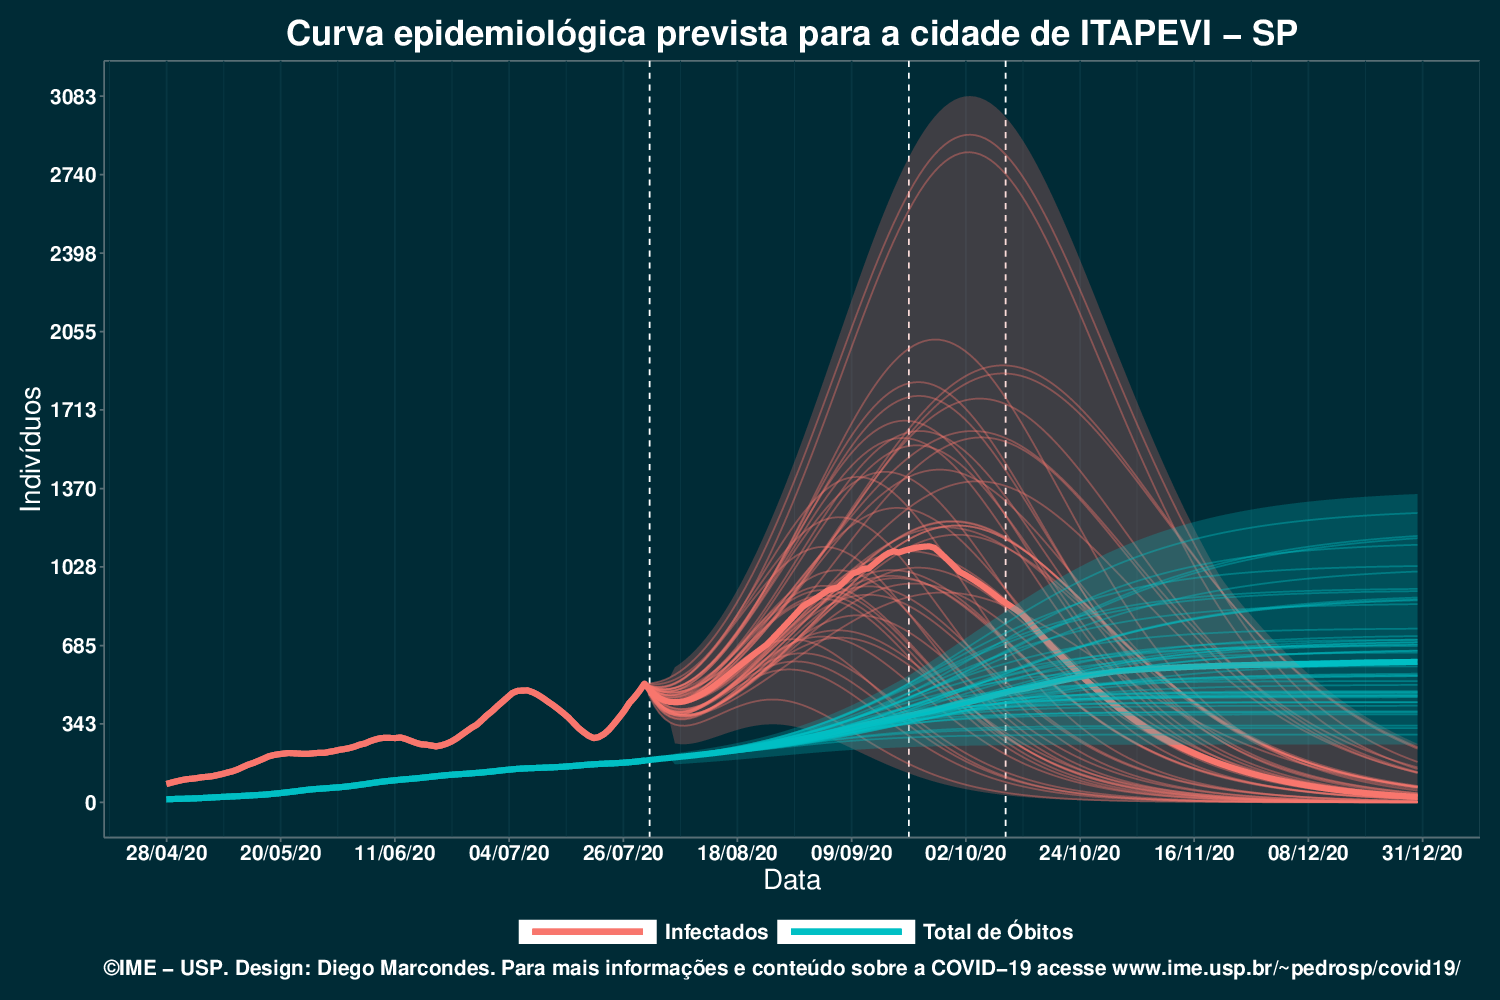 Curva epidemiológica prevista para a cidade de ITAPEVI – SP
3083
2740
2398
2055
1713
1370
1028
685
343
0
Indivíduos
28/04/20 20/05/20 11/06/20 04/07/20 26/07/20 18/08/20 09/09/20 02/10/20 24/10/20 16/11/20 08/12/20 31/12/20
Data
Infectados Total de Óbitos
©IME – USP. Design: Diego Marcondes. Para mais informações e conteúdo sobre a COVID–19 acesse www.ime.usp.br/~pedrosp/covid19/